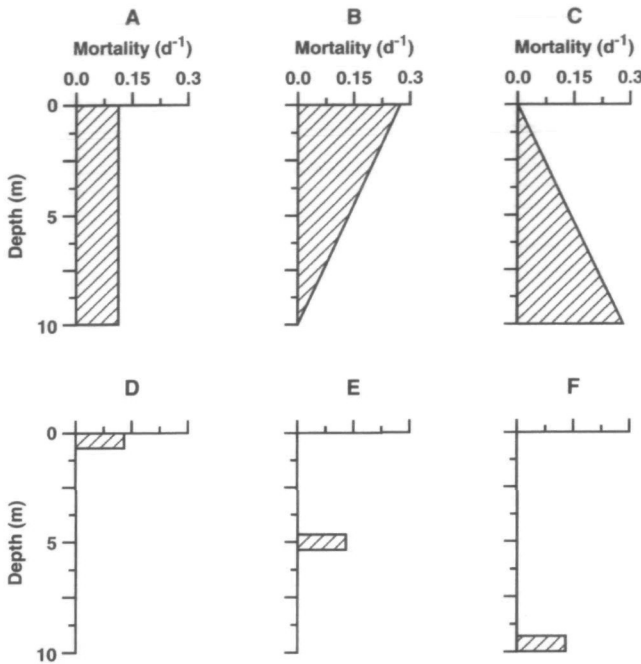 A B C
Mortality (d⁻¹) Mortality (d⁻¹) Mortality (d⁻¹)
0.0 0.15 0.3 0.0 0.15 0.3 0.0 0.15 0.3
0
Depth (m)
5
10
D E F
0
Depth (m)
5
10